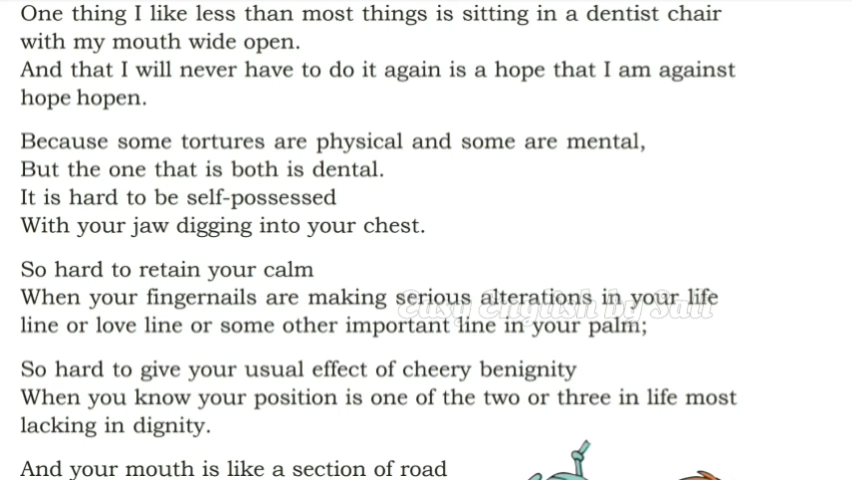 One thing I like less than most things is sitting in a dentist chair
with my mouth wide open.
And that I will never have to do it again is a hope that I am against
hope hopen.
Because some tortures are physical and some are mental,
But the one that is both is dental.
It is hard to be self-possessed
With your jaw digging into your chest.
So hard to retain your calm
When your fingernails are making serious alterations in your life
line or love line or some other important line in your palm;
So hard to give your usual effect of cheery benignity
When you know your position is one of the two or three in life most
lacking in dignity.
And your mouth is like a section of road
Easy English by Saif